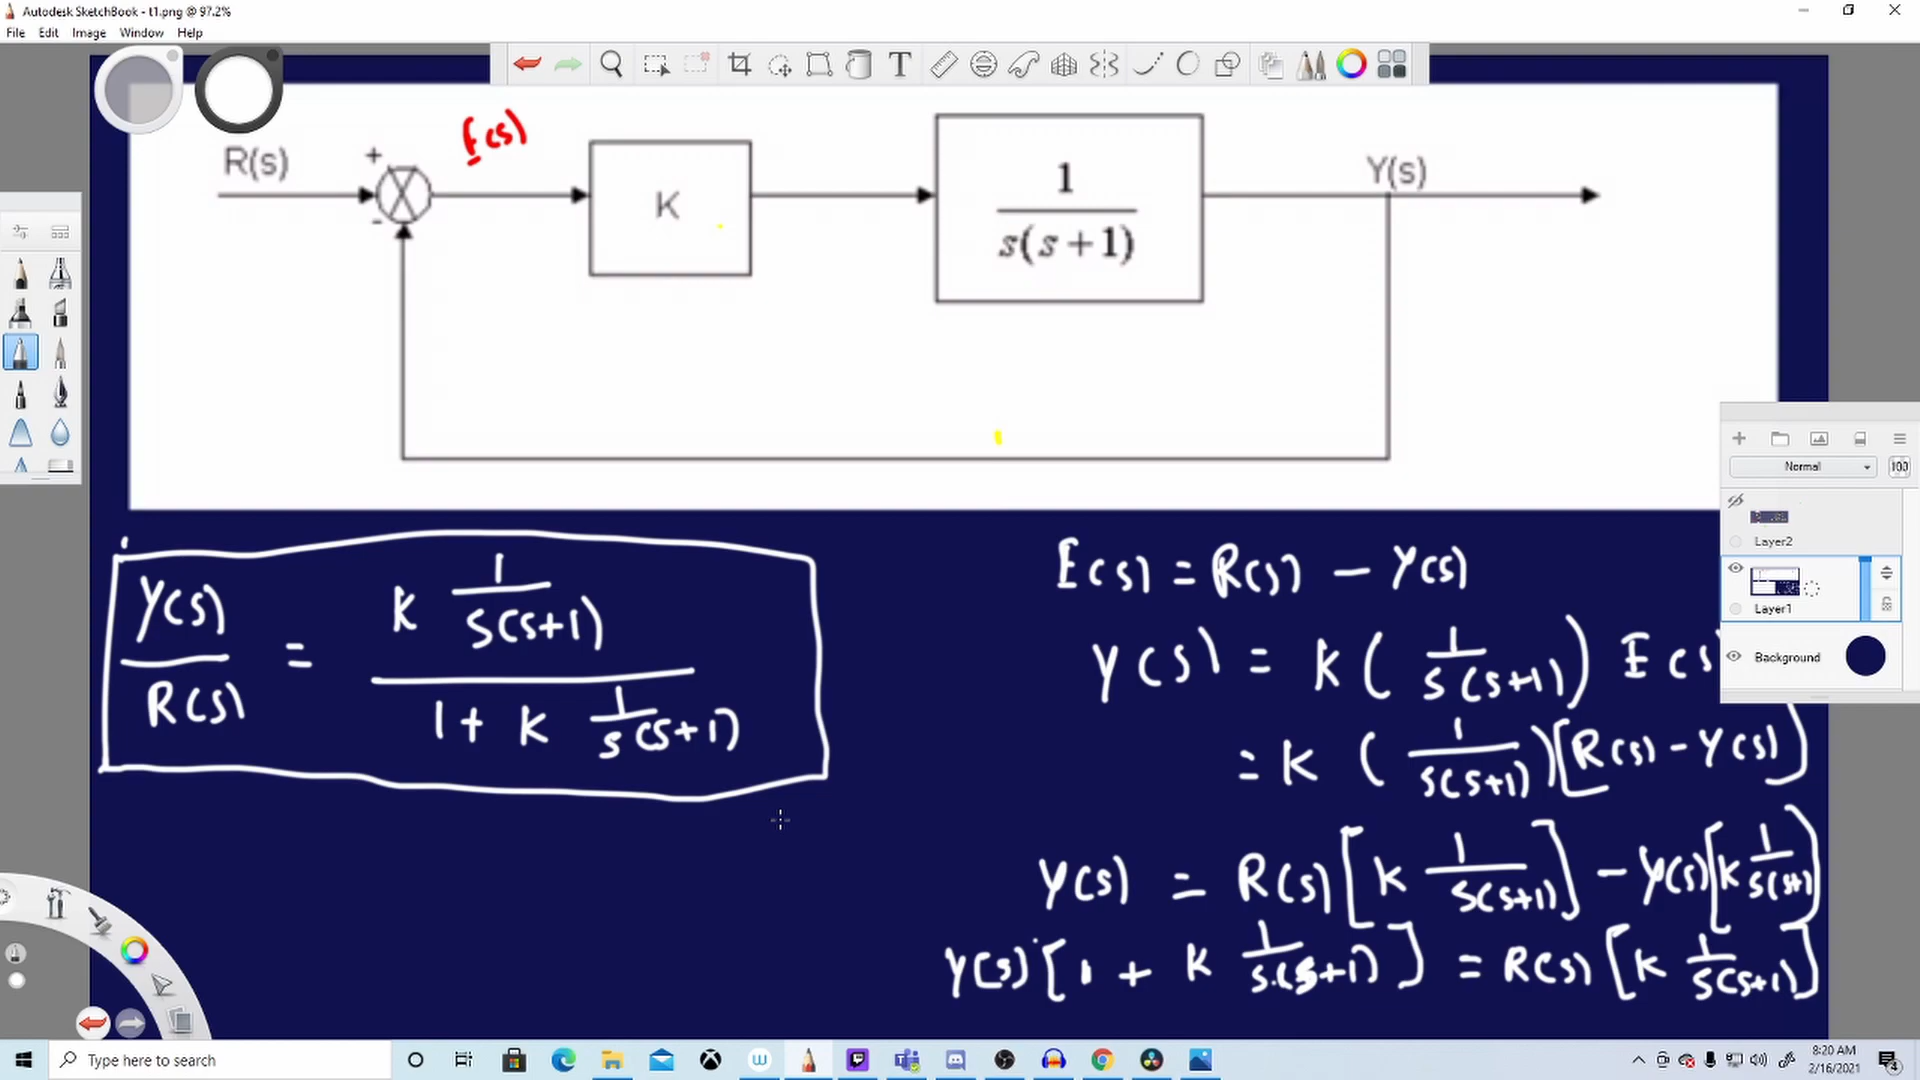 Autodesk SketchBook - t1.png @ 97.2%
File Edit Image Window Help
T
E(s)
R(s)
+
-
K
1
s(s+1)
Y(s)
Normal
100
Layer2
Layer1
Background
Y(s)
R(s)
=
K 1
S(S+1)
1 + K 1
S(S+1)
E(s) = R(s) - Y(s)
Y(s) = K ( 1 / S(S+1) ) E(s
= K ( 1 / S(S+1) ) [R(s) - Y(s)]
Y(s) = R(s) [K 1 / S(S+1)] - Y(s) [K 1 / S(S+1)]
Y(s) [1 + K 1 / S(S+1)] = R(s) [K 1 / S(S+1)]
Type here to search
8:20 AM
2/16/2021
4